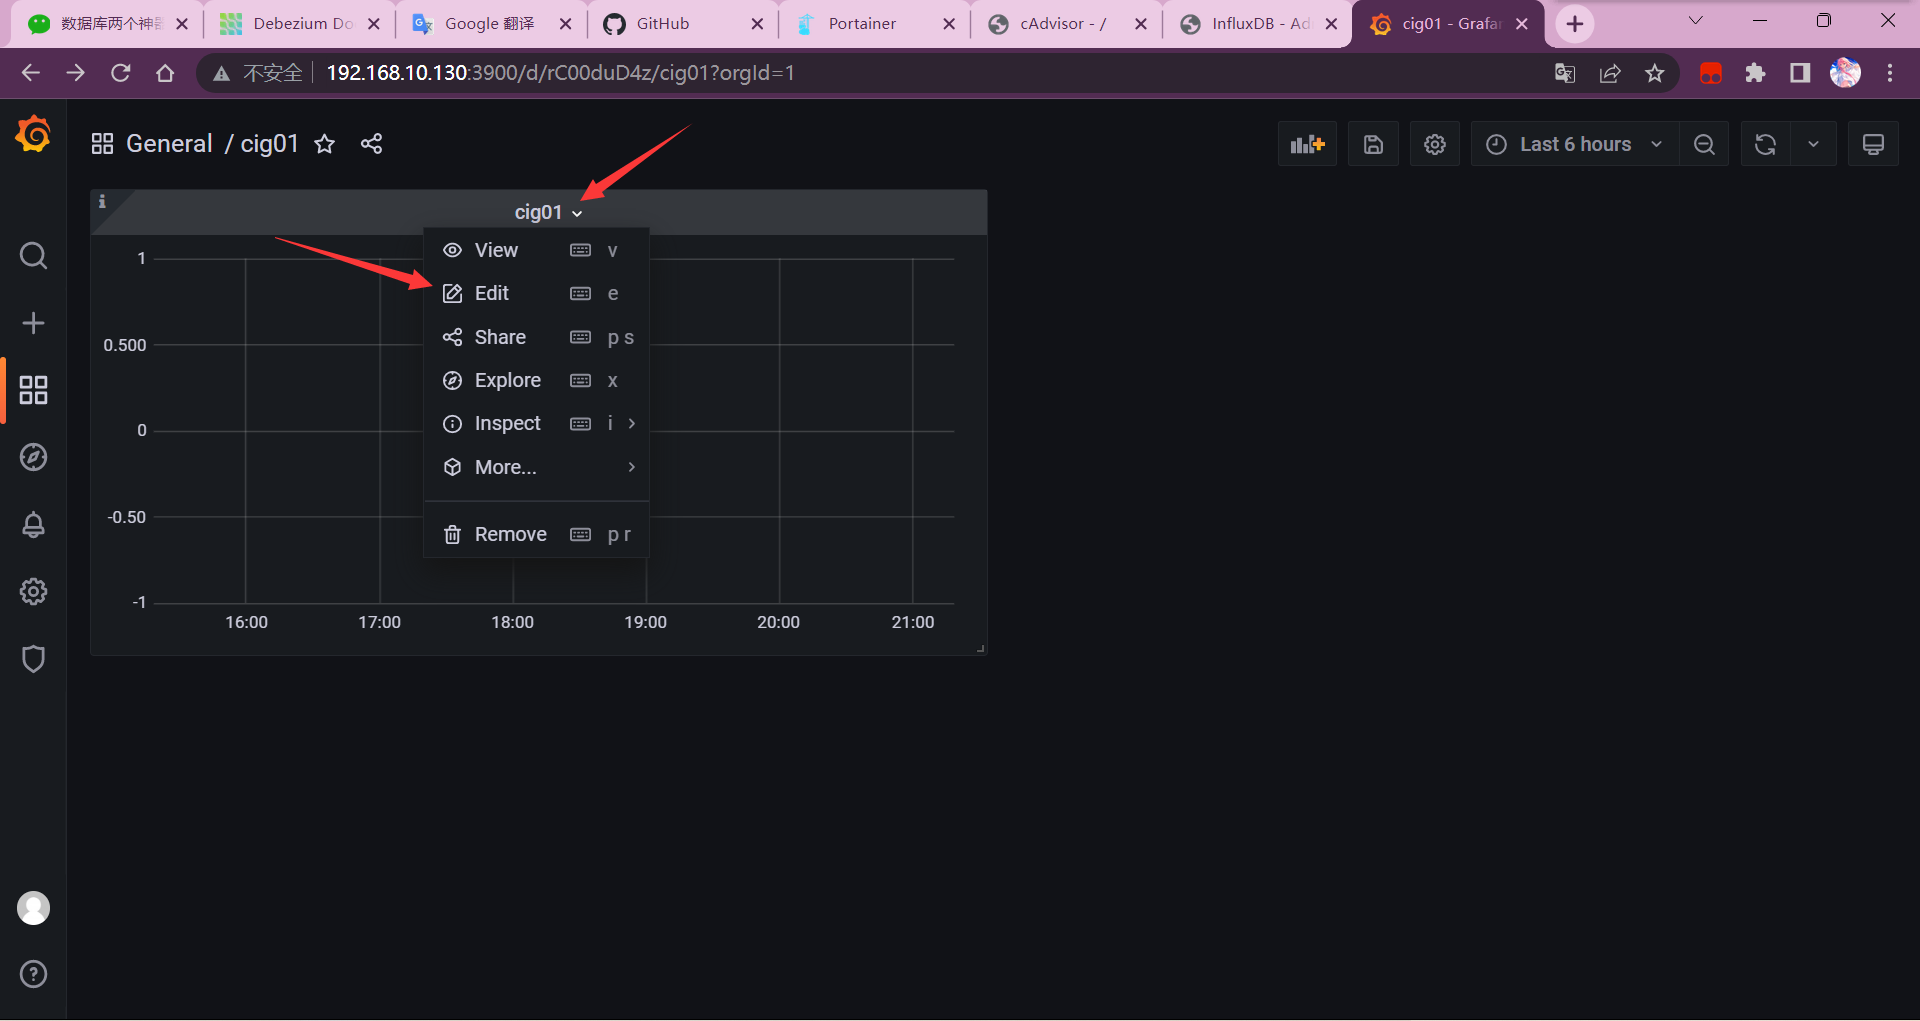 数据库两个神器
Debezium Do
Google 翻译
GitHub
Portainer
cAdvisor - /
InfluxDB - Ad
cig01 - Grafan
不安全
192.168.10.130:3900/d/rC00duD4z/cig01?orgId=1
General / cig01
Last 6 hours
cig01
View v
Edit e
Share p s
Explore x
Inspect i
More...
Remove p r
1
0.500
0
-0.50
-1
16:00 17:00 18:00 19:00 20:00 21:00